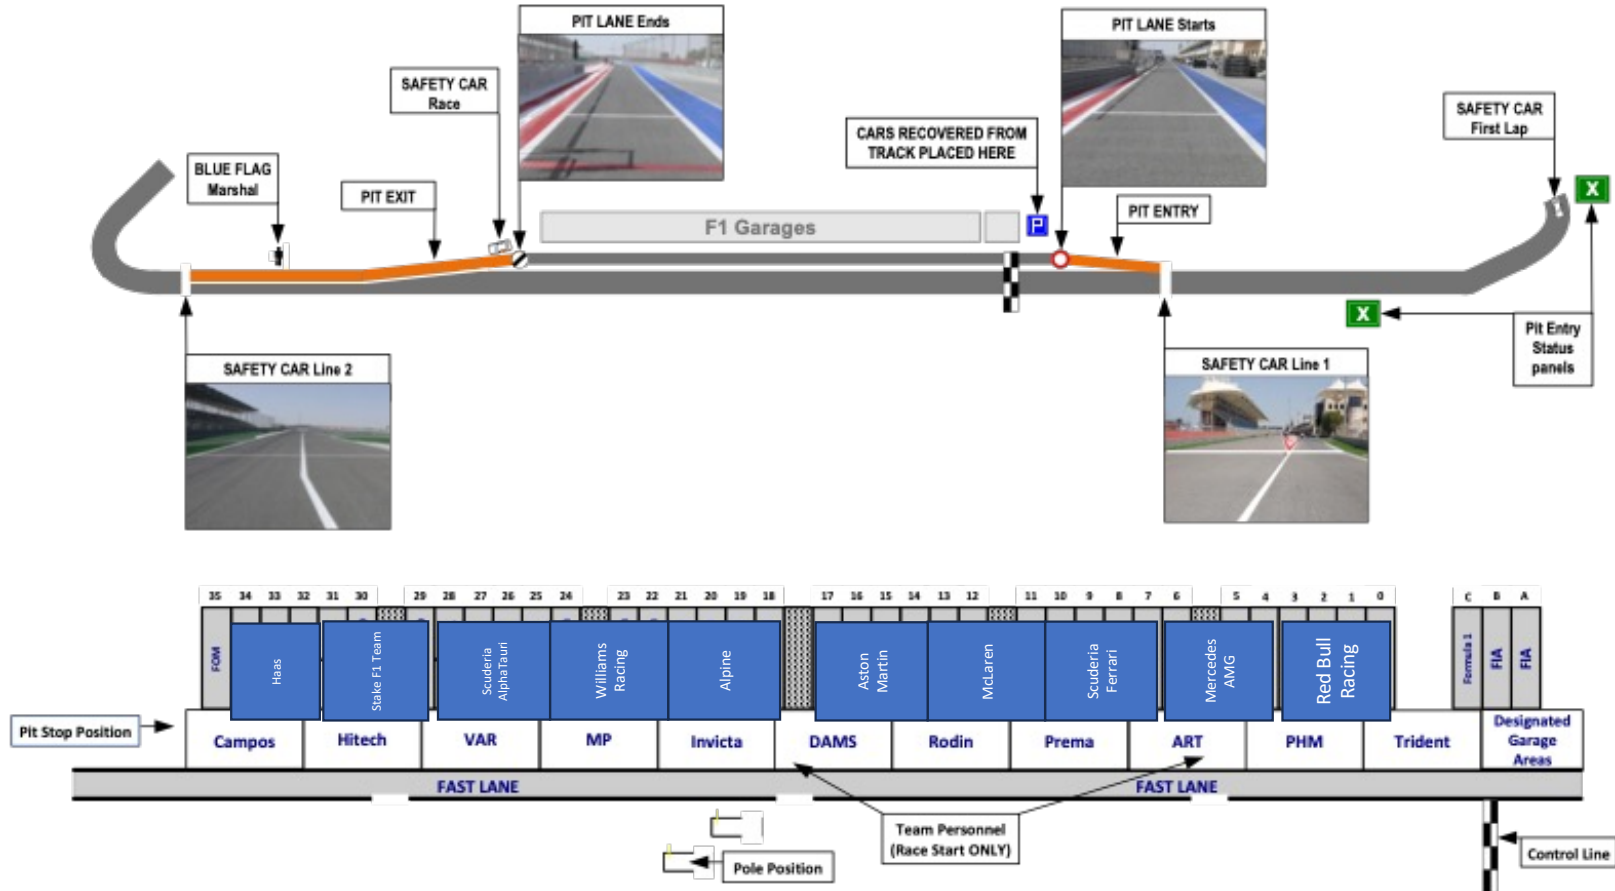 PIT LANE Ends
PIT LANE Starts
SAFETY CAR
Race
SAFETY CAR
First Lap
CARS RECOVERED FROM
TRACK PLACED HERE
BLUE FLAG
Marshal
PIT EXIT
PIT ENTRY
X
P
F1 Garages
X
Pit Entry
Status
panels
SAFETY CAR Line 2
SAFETY CAR Line 1
35 34 33 32 31 30 29 28 27 26 25 24 23 22 21 20 19 18 17 16 15 14 13 12 11 10 9 8 7 6 5 4 3 2 1 0 C B A
FOM
Haas
Stake F1 Team
Scuderia
AlphaTauri
Williams
Racing
Alpine
Aston
Martin
McLaren
Scuderia
Ferrari
Mercedes
AMG
Red Bull
Racing
Formula 1
FIA
FIA
Pit Stop Position
Campos Hitech VAR MP Invicta DAMS Rodin Prema ART PHM Trident
Designated
Garage
Areas
FAST LANE FAST LANE
Team Personnel
(Race Start ONLY)
Pole Position
Control Line